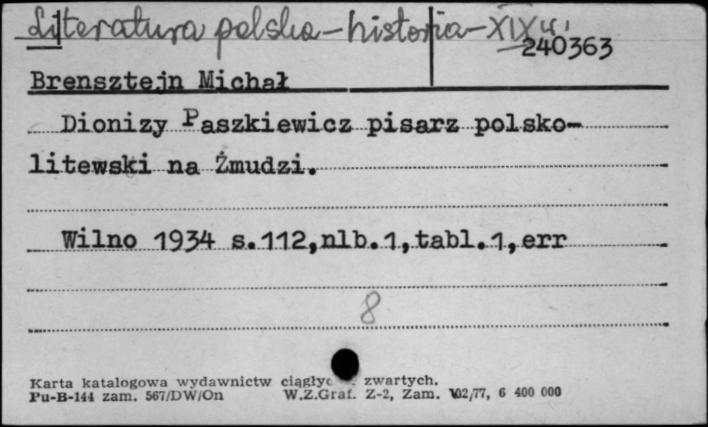 Literatura polska - historia - XIX w.
240363
Brensztejn Michał
Dionizy Paszkiewicz pisarz polsko-
litewski na Żmudzi.
Wilno 1934 s.112,nlb.1,tabl.1,err
8
Karta katalogowa wydawnictw ciągłyc zwartych.
Pu-B-144 zam. 567/DW/On W.Z.Graf. Z-2, Zam. 102/77, 6 400 000